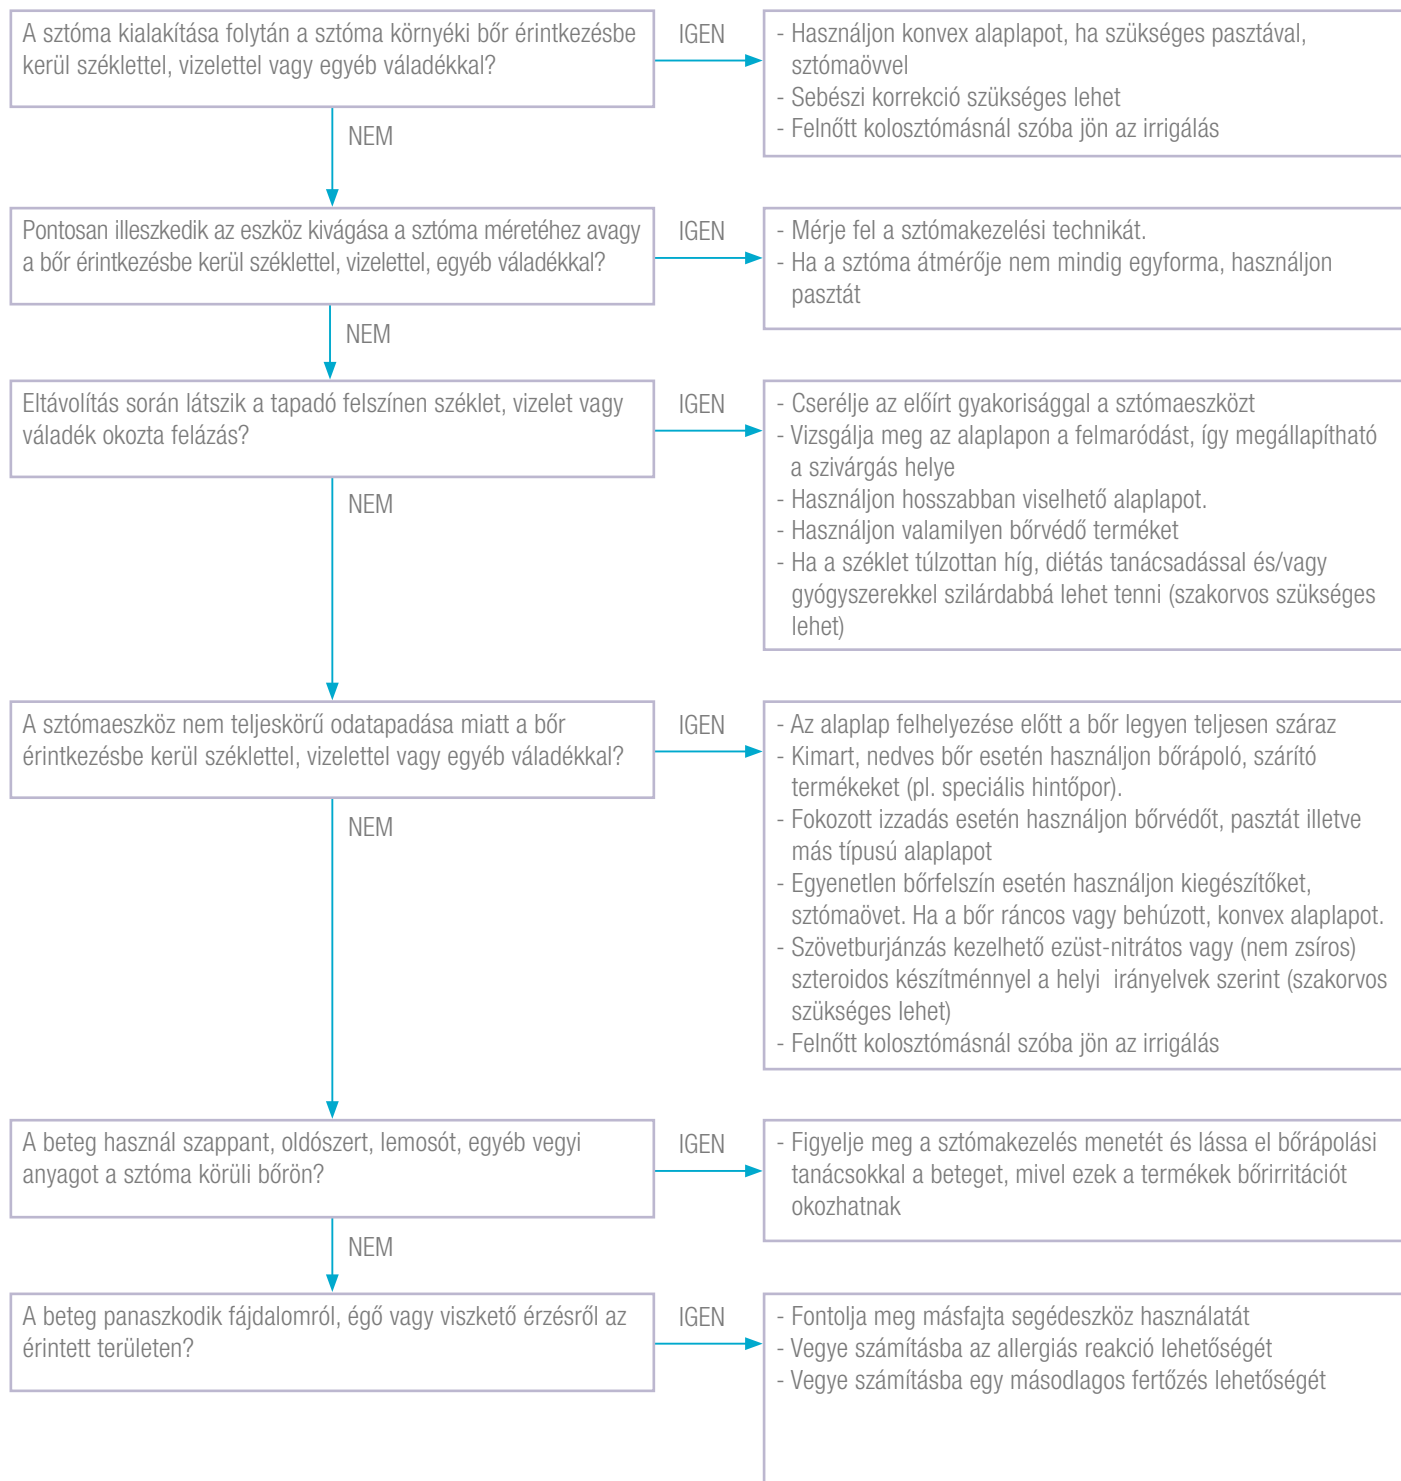 A sztóma kialakítása folytán a sztóma környéki bőr érintkezésbe
kerül széklettel, vizelettel vagy egyéb váladékkal?
IGEN
- Használjon konvex alaplapot, ha szükséges pasztával,
sztómaövvel
- Sebészi korrekció szükséges lehet
- Felnőtt kolosztómásnál szóba jön az irrigálás
NEM
Pontosan illeszkedik az eszköz kivágása a sztóma méretéhez avagy
a bőr érintkezésbe kerül széklettel, vizelettel, egyéb váladékkal?
IGEN
- Mérje fel a sztómakezelési technikát.
- Ha a sztóma átmérője nem mindig egyforma, használjon
pasztát
NEM
Eltávolítás során látszik a tapadó felszínen széklet, vizelet vagy
váladék okozta felázás?
IGEN
- Cserélje az előírt gyakorisággal a sztómaeszközt
- Vizsgálja meg az alaplapon a felmaródást, így megállapítható
a szivárgás helye
- Használjon hosszabban viselhető alaplapot.
- Használjon valamilyen bőrvédő terméket
- Ha a széklet túlzottan híg, diétás tanácsadással és/vagy
gyógyszerekkel szilárdabbá lehet tenni (szakorvos szükséges
lehet)
NEM
A sztómaeszköz nem teljeskörű odatapadása miatt a bőr
érintkezésbe kerül széklettel, vizelettel vagy egyéb váladékkal?
IGEN
- Az alaplap felhelyezése előtt a bőr legyen teljesen száraz
- Kimart, nedves bőr esetén használjon bőrápoló, szárító
termékeket (pl. speciális hintőpor).
- Fokozott izzadás esetén használjon bőrvédőt, pasztát illetve
más típusú alaplapot
- Egyenetlen bőrfelszín esetén használjon kiegészítőket,
sztómaövet. Ha a bőr ráncos vagy behúzott, konvex alaplapot.
- Szövetburjánzás kezelhető ezüst-nitrátos vagy (nem zsíros)
szteroidos készítménnyel a helyi irányelvek szerint (szakorvos
szükséges lehet)
- Felnőtt kolosztómásnál szóba jön az irrigálás
NEM
A beteg használ szappant, oldószert, lemosót, egyéb vegyi
anyagot a sztóma körüli bőrön?
IGEN
- Figyelje meg a sztómakezelés menetét és lássa el bőrápolási
tanácsokkal a beteget, mivel ezek a termékek bőrirritációt
okozhatnak
NEM
A beteg panaszkodik fájdalomról, égő vagy viszkető érzésről az
érintett területen?
IGEN
- Fontolja meg másfajta segédeszköz használatát
- Vegye számításba az allergiás reakció lehetőségét
- Vegye számításba egy másodlagos fertőzés lehetőségét